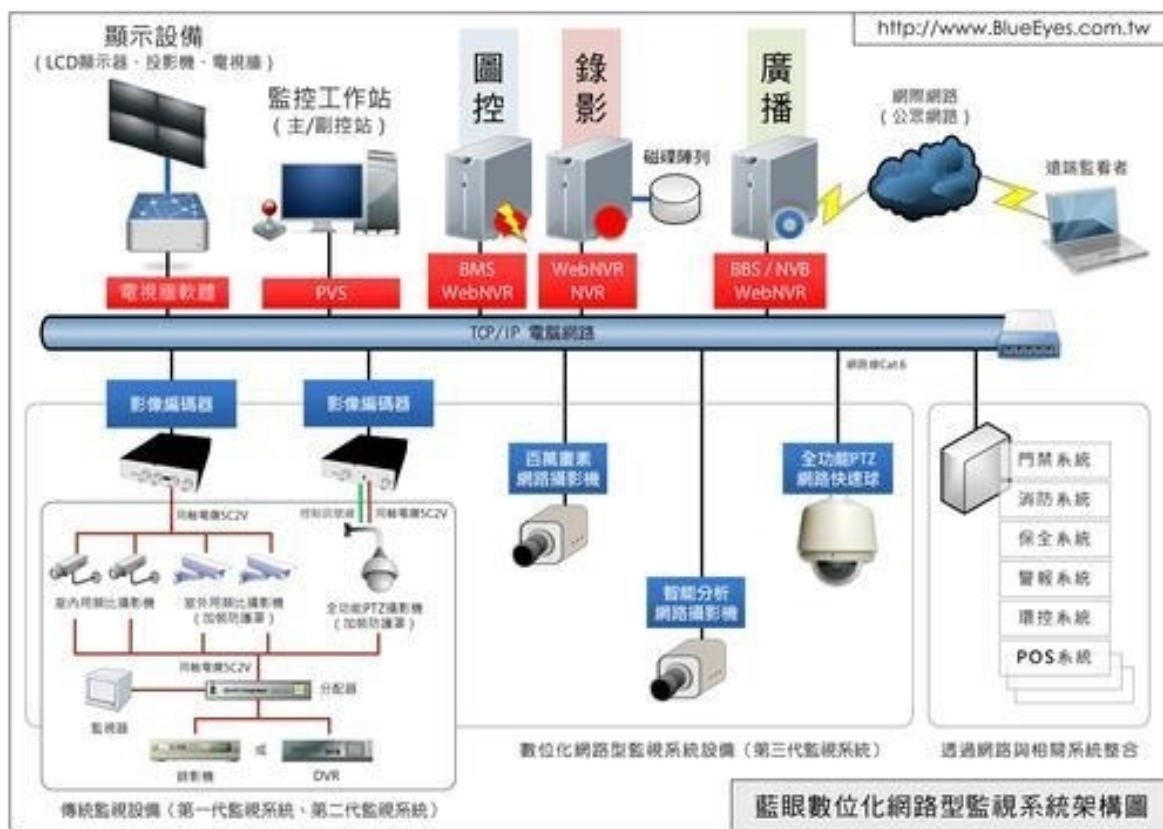 http://www.BlueEyes.com.tw
顯示設備
(LCD顯示器、投影機、電視牆)
監控工作站
(主/副控站)
圖控
錄影
磁碟陣列
廣播
網際網路
(公眾網路)
遠端監看者
電視牆軟體
PVS
BMS
WebNVR
WebNVR
NVR
BBS / NVB
WebNVR
TCP/IP 電腦網路
網路線Cat.6
影像編碼器
影像編碼器
百萬畫素
網路攝影機
全功能PTZ
網路快速球
智能分析
網路攝影機
同軸電纜5C2V
控制訊號線
同軸電纜5C2V
室內用類比攝影機
室外用類比攝影機
(加裝防護罩)
全功能PTZ攝影機
(加裝防護罩)
同軸電纜5C2V
分配器
監視器
錄影機
或
DVR
傳統監視設備(第一代監視系統、第二代監視系統)
數位化網路型監視系統設備(第三代監視系統)
門禁系統
消防系統
保全系統
警報系統
環控系統
POS系統
透過網路與相關系統整合
藍眼數位化網路型監視系統架構圖